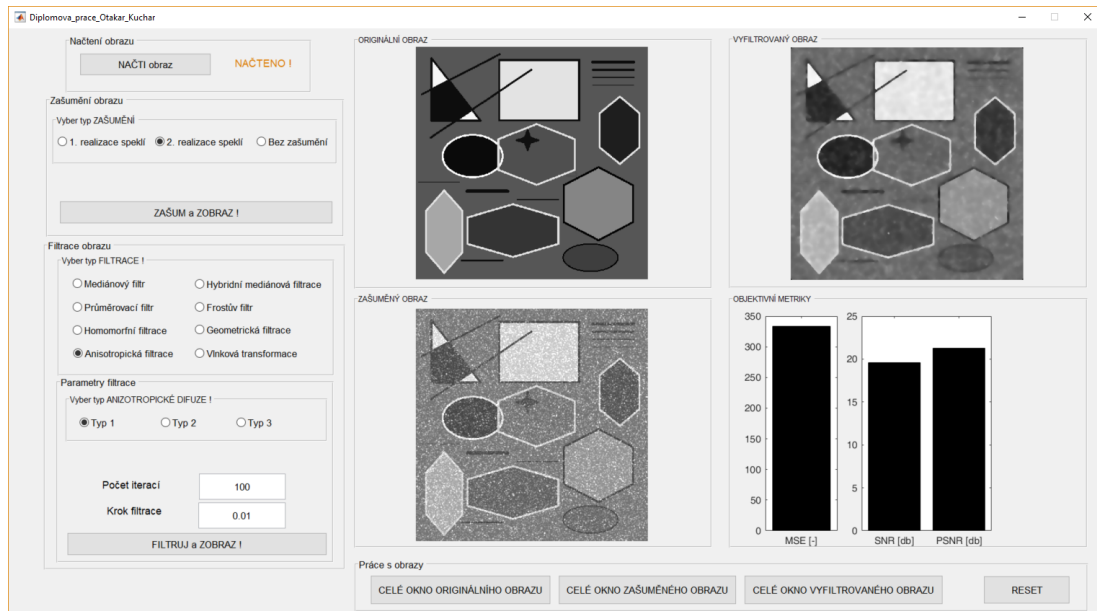 Diplomova_prace_Otakar_Kuchar
Načtení obrazu
NAČTI obraz
NAČTENO !
Zašumění obrazu
Vyber typ ZAŠUMĚNÍ
1. realizace speklí
2. realizace speklí
Bez zašumění
ZAŠUM a ZOBRAZ !
Filtrace obrazu
Vyber typ FILTRACE !
Mediánový filtr
Hybridní mediánová filtrace
Průměrovací filtr
Frostův filtr
Homomorfní filtrace
Geometrická filtrace
Anisotropická filtrace
Vlnková transformace
Parametry filtrace
Vyber typ ANIZOTROPICKÉ DIFUZE !
Typ 1
Typ 2
Typ 3
Počet iterací
100
Krok filtrace
0.01
FILTRUJ a ZOBRAZ !
ORIGINÁLNÍ OBRAZ
VYFILTROVANÝ OBRAZ
ZAŠUMĚNÝ OBRAZ
OBJEKTIVNÍ METRIKY
350
300
250
200
150
100
50
0
MSE [-]
25
20
15
10
5
0
SNR [db]
PSNR [db]
Práce s obrazy
CELÉ OKNO ORIGINÁLNÍHO OBRAZU
CELÉ OKNO ZAŠUMĚNÉHO OBRAZU
CELÉ OKNO VYFILTROVANÉHO OBRAZU
RESET